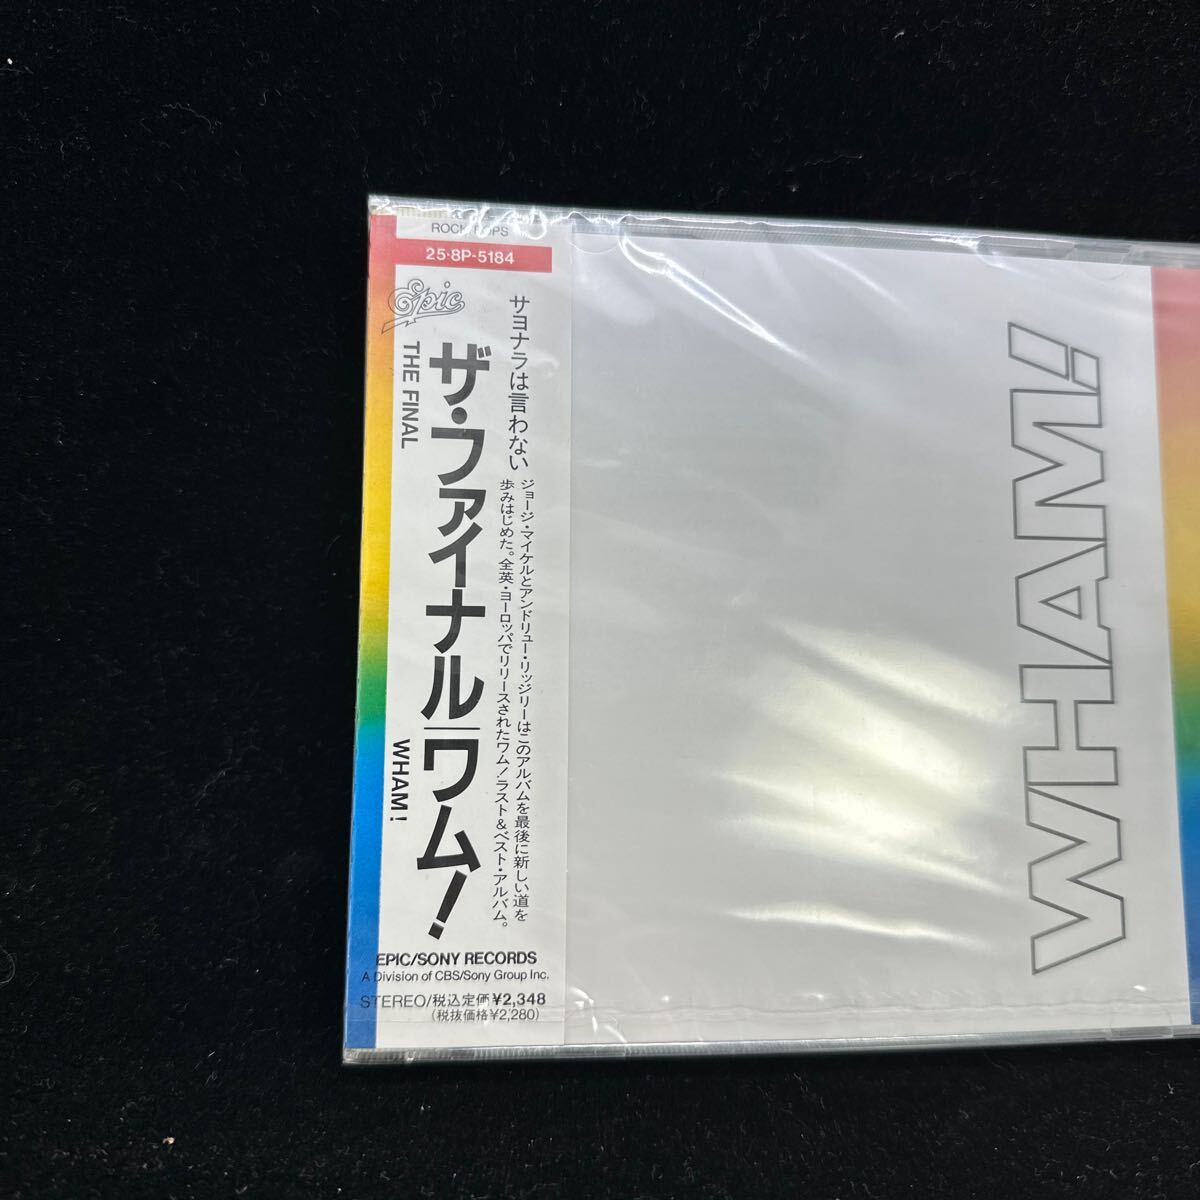 ROCK/POPS
25・8P-5184
Epic
サヨナラは言わない
ジョージ・マイケルとアンドリュー・リッジリーはこのアルバムを最後に新しい道を
歩みはじめた。全英・ヨーロッパでリリースされたワム!ラスト&ベスト・アルバム。
ザ・ファイナル|ワム!
THE FINAL
WHAM!
EPIC/SONY RECORDS
A Division of CBS/Sony Group Inc.
STEREO/税込定価¥2,348
(税抜価格¥2,280)
WHAM!